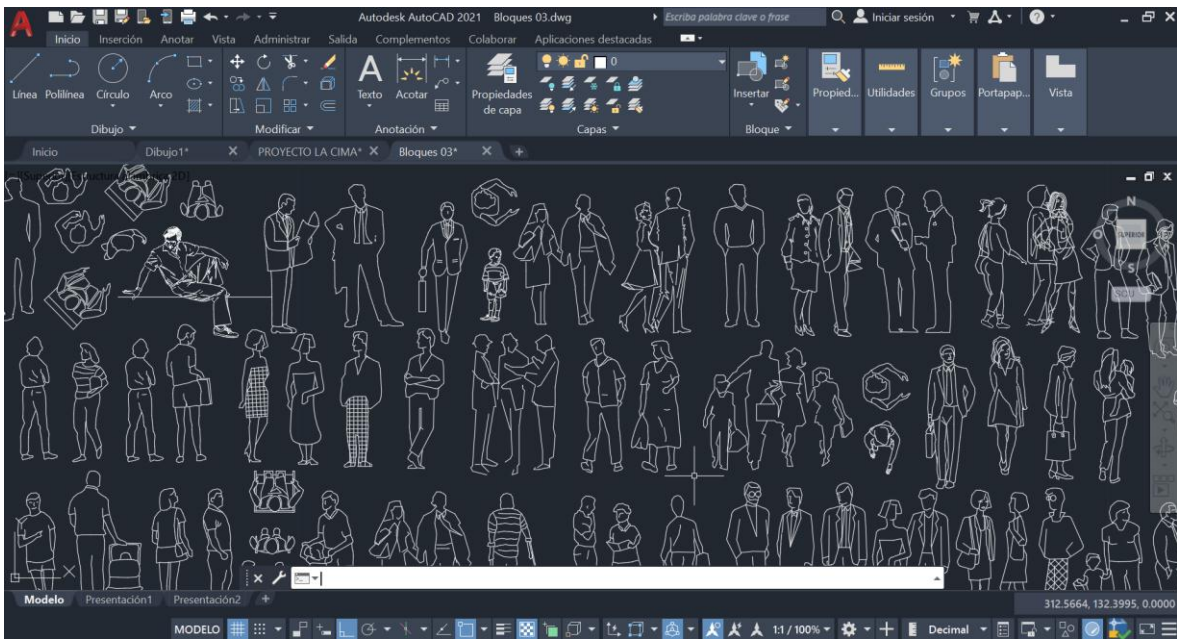 Autodesk AutoCAD 2021 Bloques 03.dwg Escriba palabra clave o frase Iniciar sesión
Inicio Inserción Anotar Vista Administrar Salida Complementos Colaborar Aplicaciones destacadas
0
Línea Polilínea Círculo Arco Texto Acotar Propiedades de capa Insertar Propied... Utilidades Grupos Portapap... Vista
Dibujo Modificar Anotación Capas Bloque
Inicio Dibujo1* PROYECTO LA CIMA* Bloques 03*
N
SUPERIOR
S
SCU
Modelo Presentación1 Presentación2 312.5664, 132.3995, 0.0000
MODELO 1:1 / 100% Decimal